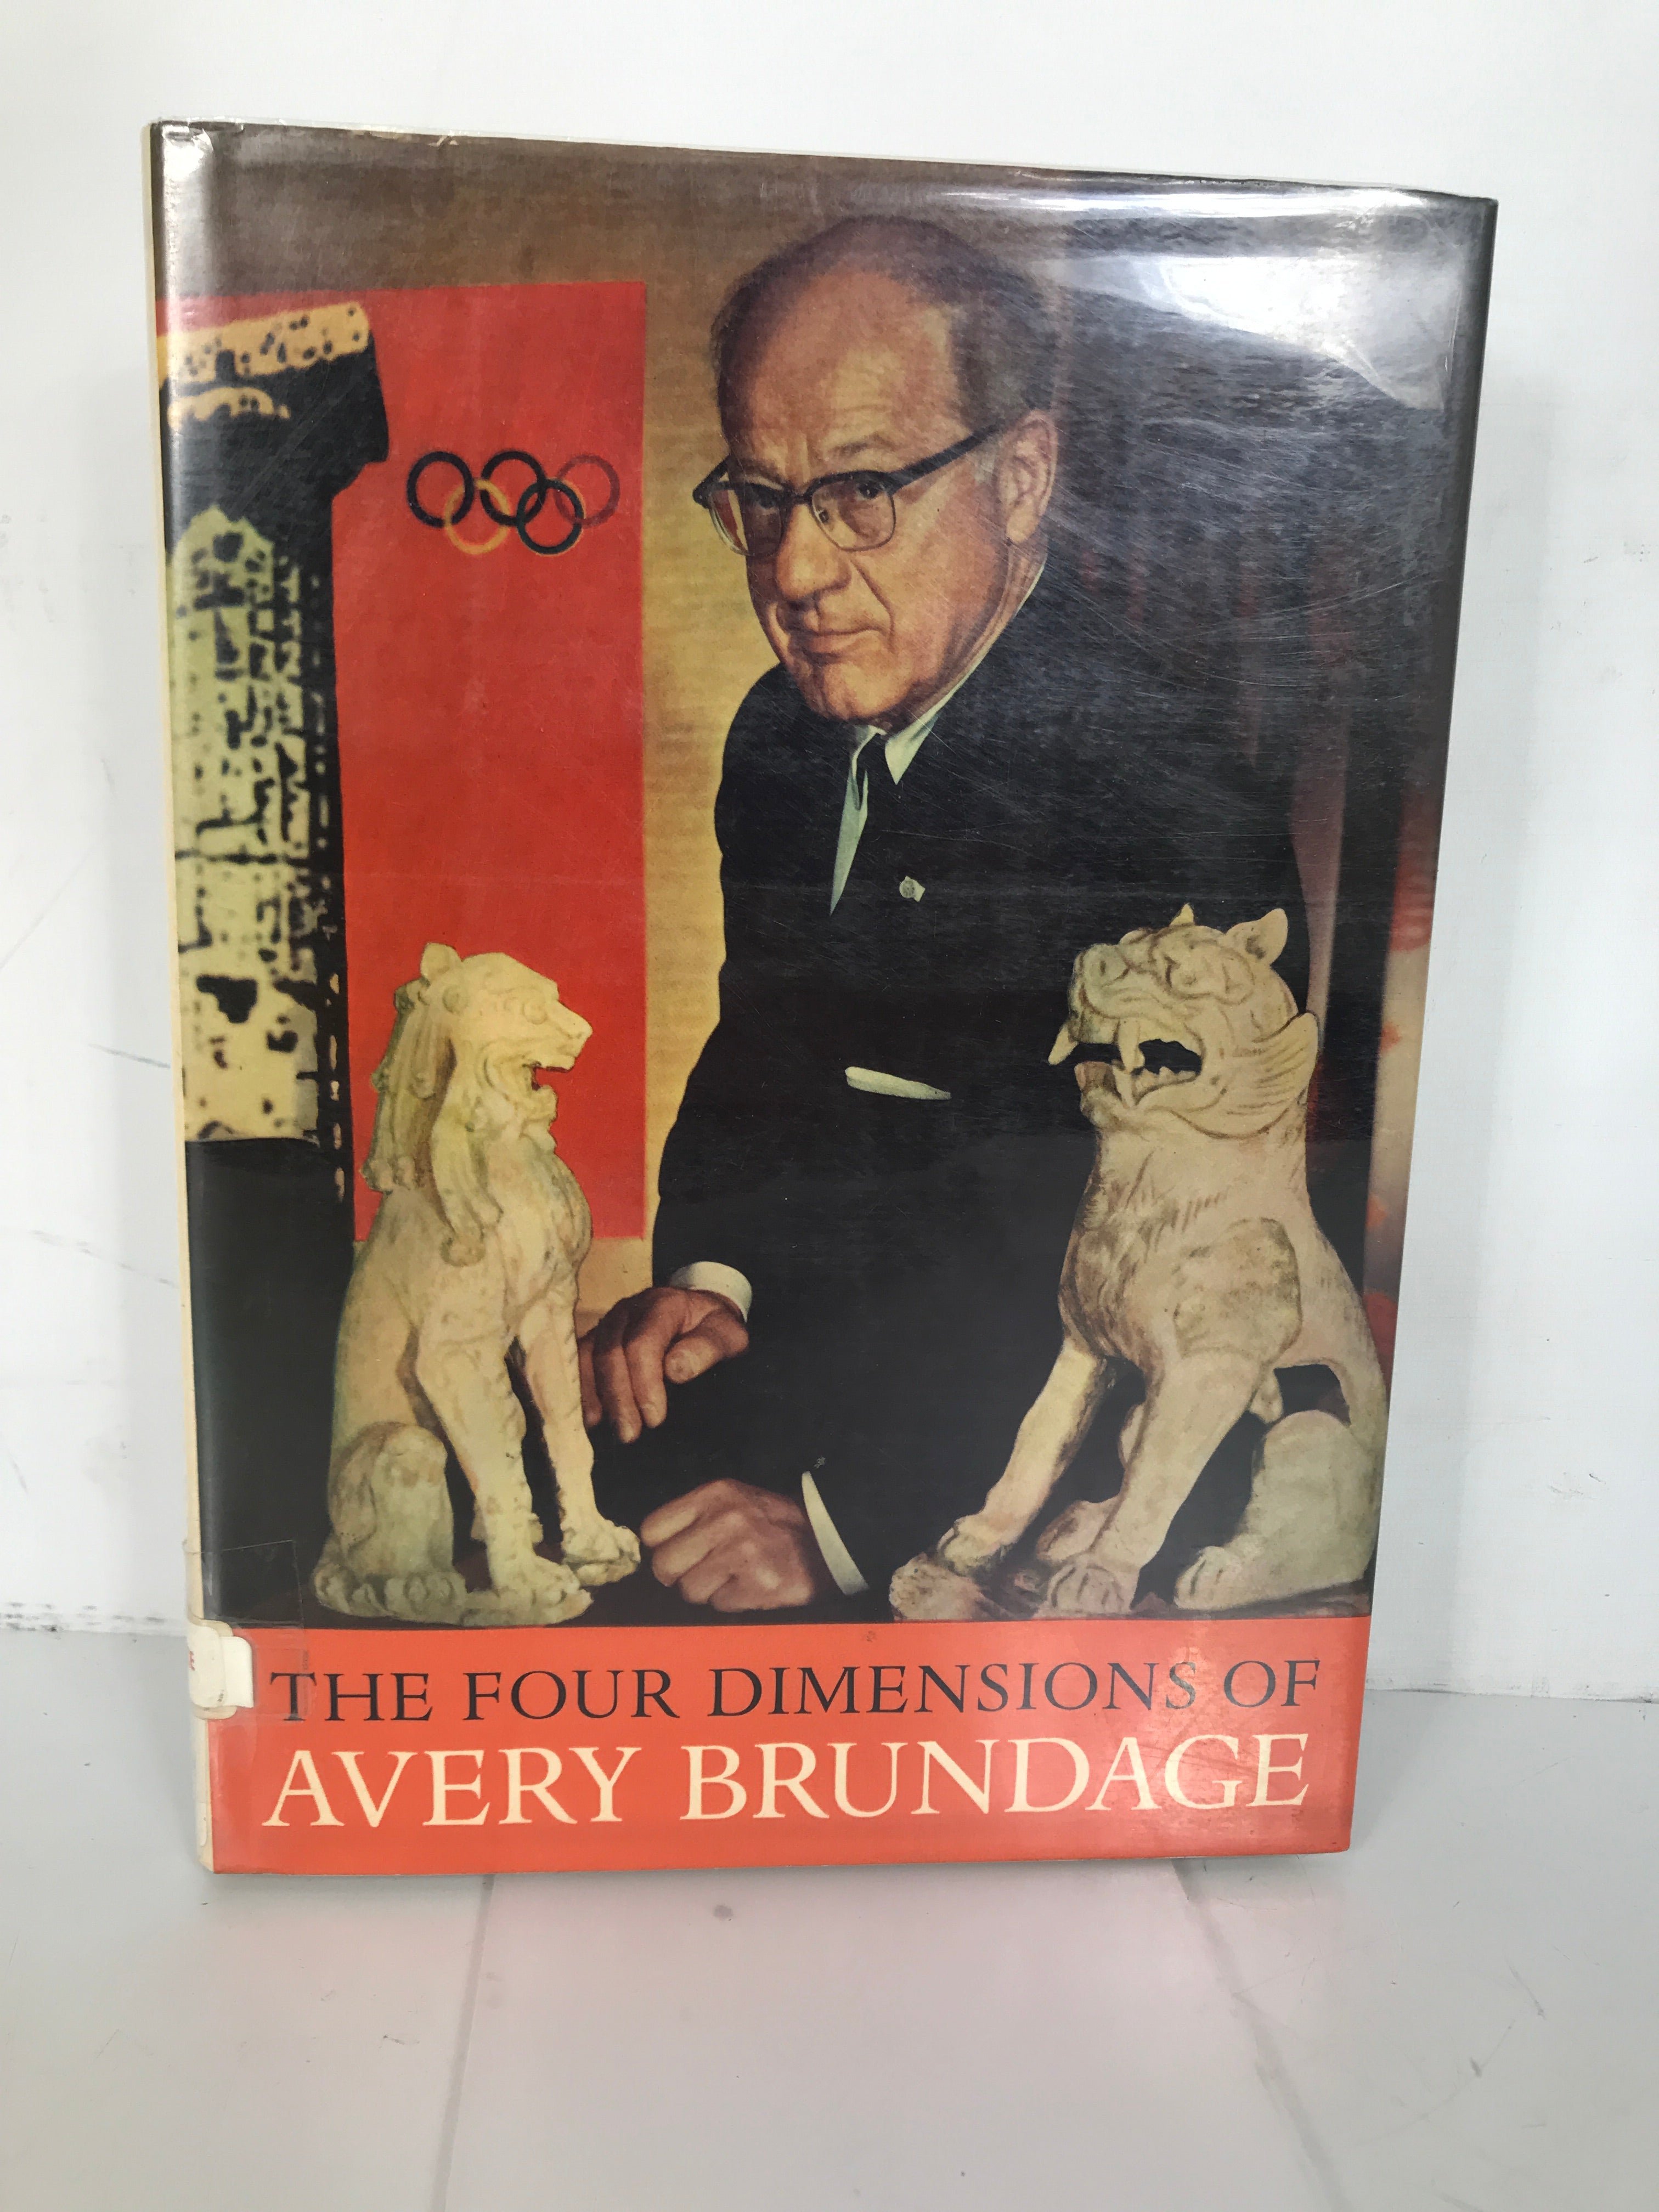 THE FOUR DIMENSIONS OF
AVERY BRUNDAGE